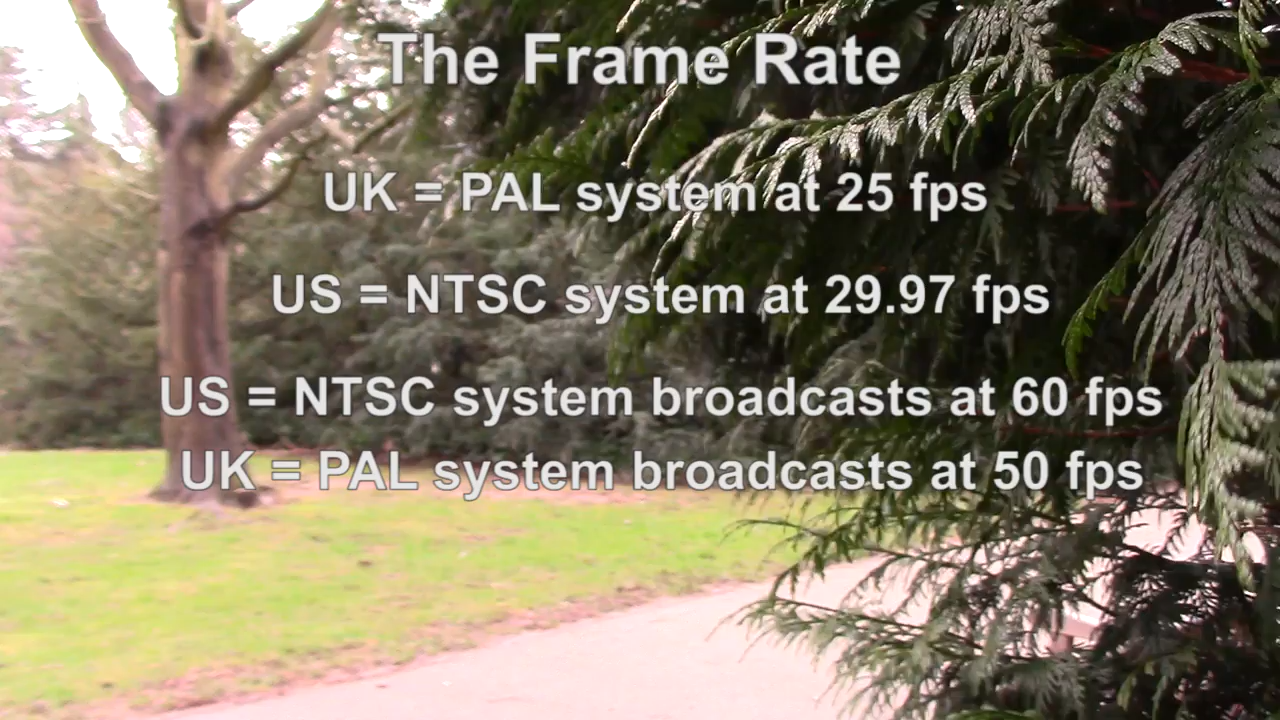 The Frame Rate
UK = PAL system at 25 fps
US = NTSC system at 29.97 fps
US = NTSC system broadcasts at 60 fps
UK = PAL system broadcasts at 50 fps